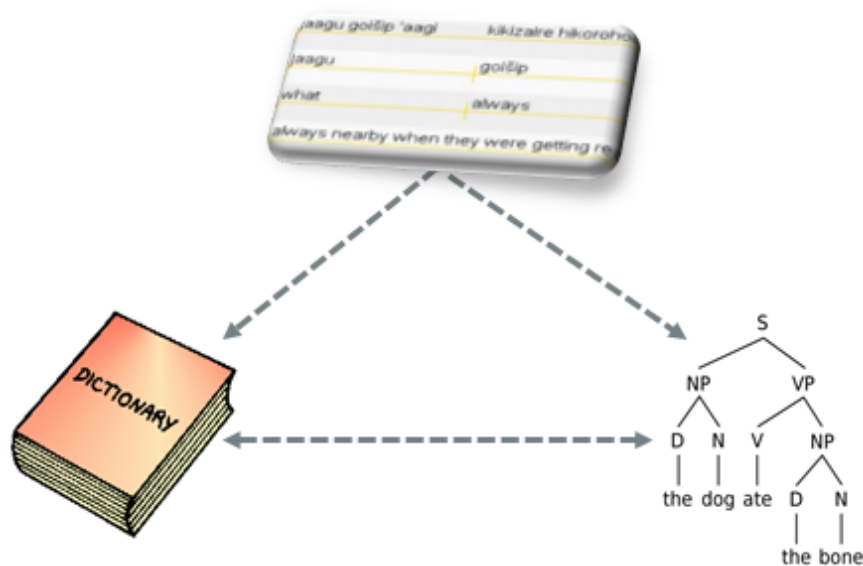 jaagu goišip 'aagi kikizaire hikoroho
jaagu goišip
what always
always nearby when they were getting re
DICTIONARY
S
NP VP
D N V NP
the dog ate D N
the bone